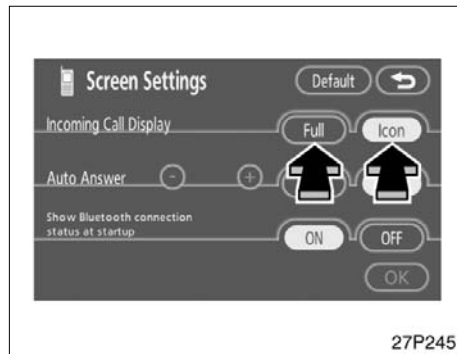 Screen Settings
Default
Incoming Call Display
Full
Icon
Auto Answer
-
+
Show Bluetooth connection
status at startup
ON
OFF
OK
27P245